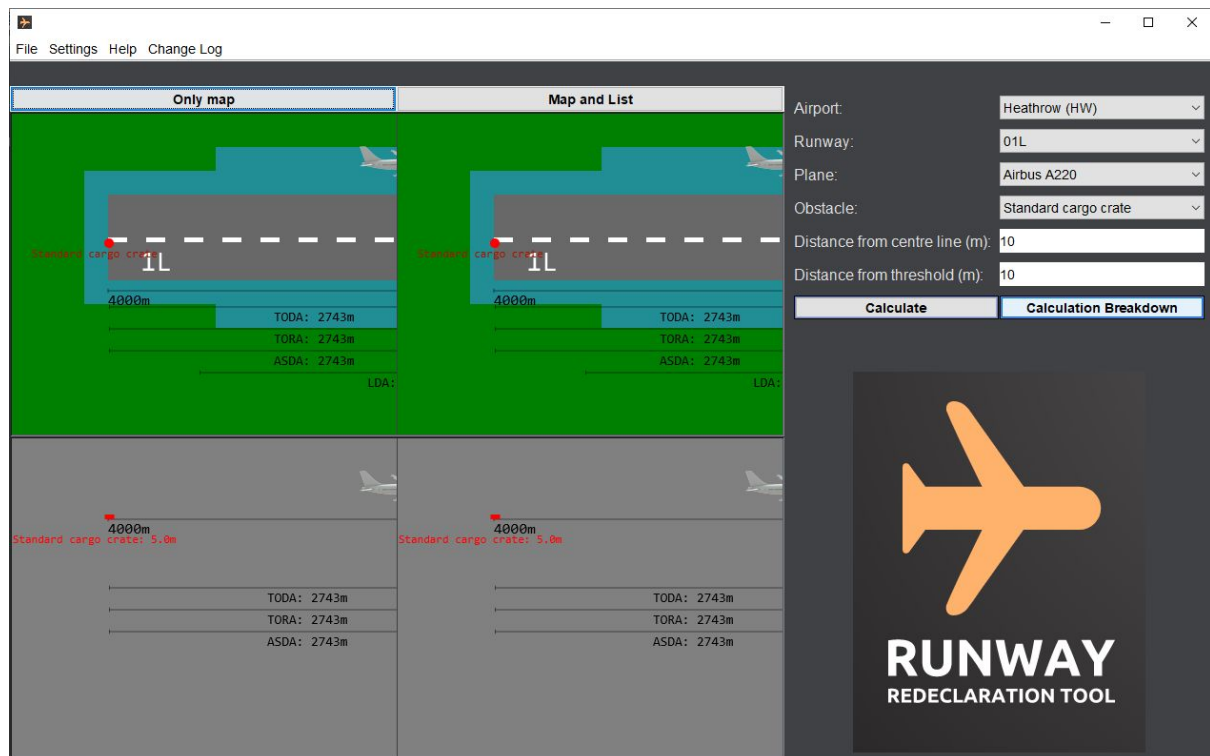 File Settings Help Change Log
Only map Map and List
Airport: Heathrow (HW)
Runway: 01L
Plane: Airbus A220
Obstacle: Standard cargo crate
Distance from centre line (m): 10
Distance from threshold (m): 10
Calculate Calculation Breakdown
Standard cargo crate
1L
4000m
TODA: 2743m
TORA: 2743m
ASDA: 2743m
LDA:
Standard cargo crate
1L
4000m
TODA: 2743m
TORA: 2743m
ASDA: 2743m
LDA:
4000m
Standard cargo crate: 5.0m
TODA: 2743m
TORA: 2743m
ASDA: 2743m
4000m
Standard cargo crate: 5.0m
TODA: 2743m
TORA: 2743m
ASDA: 2743m
RUNWAY
REDECLARATION TOOL